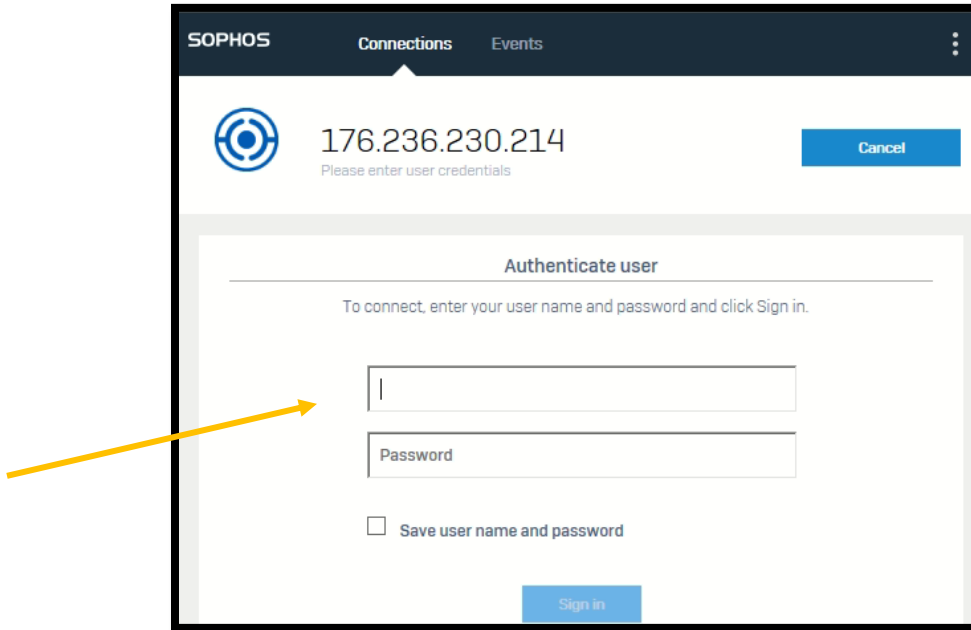 SOPHOS Connections Events
176.236.230.214
Please enter user credentials
Cancel
Authenticate user
To connect, enter your user name and password and click Sign in.
Password
Save user name and password
Sign in